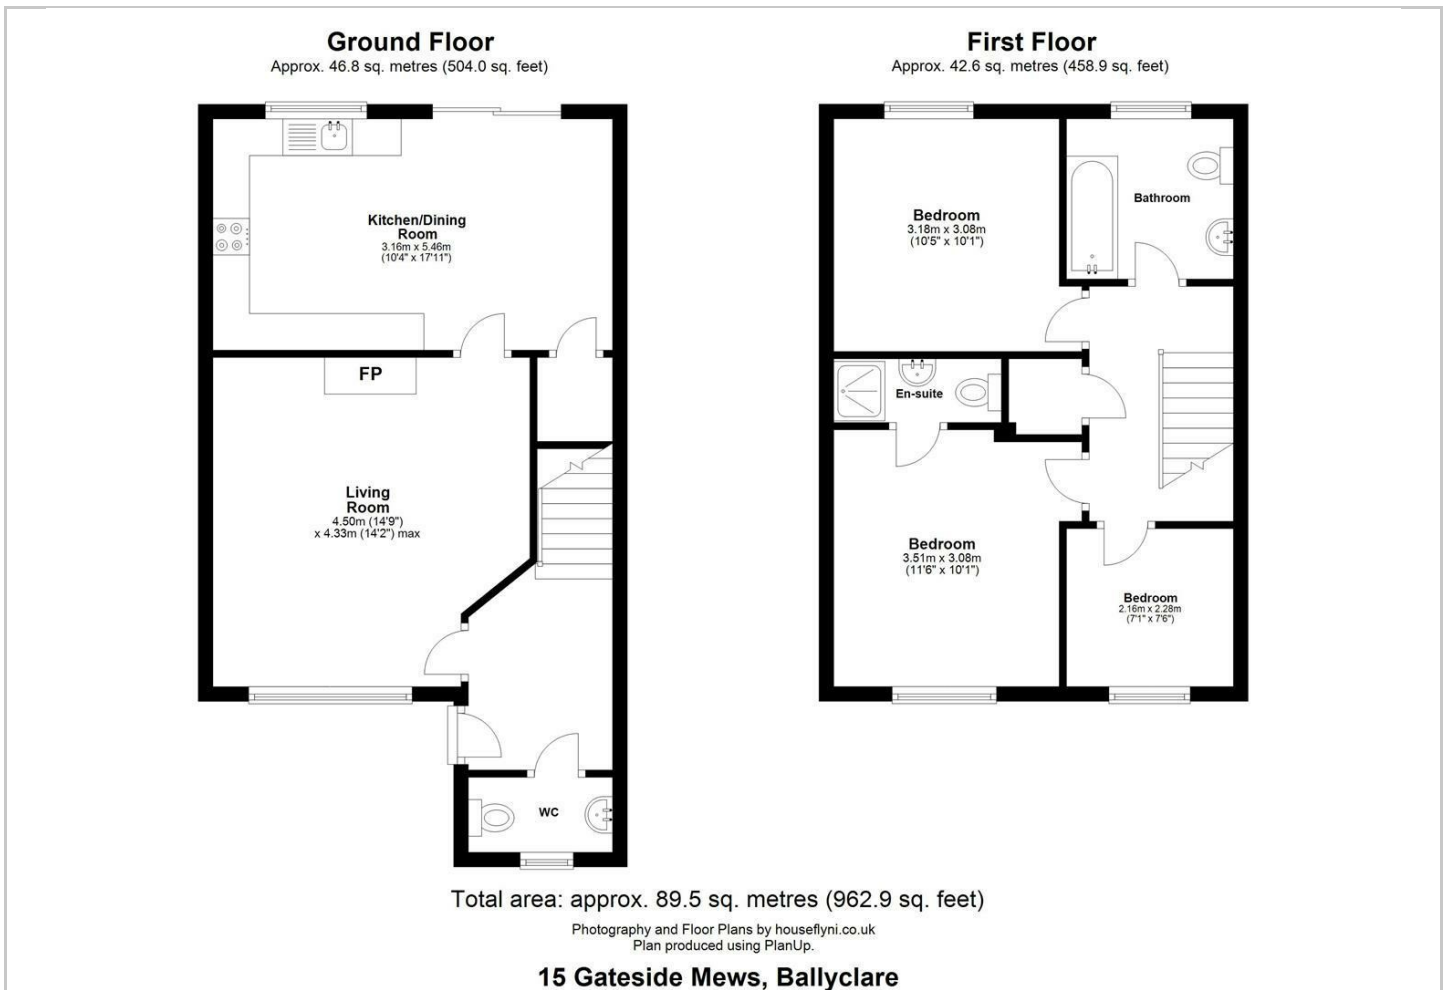 Ground Floor
Approx. 46.8 sq. metres (504.0 sq. feet)
Kitchen/Dining
Room
3.16m x 5.46m
(10'4" x 17'11")
FP
Living
Room
4.50m (14'9")
x 4.33m (14'2") max
WC
First Floor
Approx. 42.6 sq. metres (458.9 sq. feet)
Bedroom
3.18m x 3.08m
(10'5" x 10'1")
Bathroom
En-suite
Bedroom
3.51m x 3.08m
(11'6" x 10'1")
Bedroom
2.16m x 2.28m
(7'1" x 7'6")
Total area: approx. 89.5 sq. metres (962.9 sq. feet)
Photography and Floor Plans by houseflyni.co.uk
Plan produced using PlanUp.
15 Gateside Mews, Ballyclare